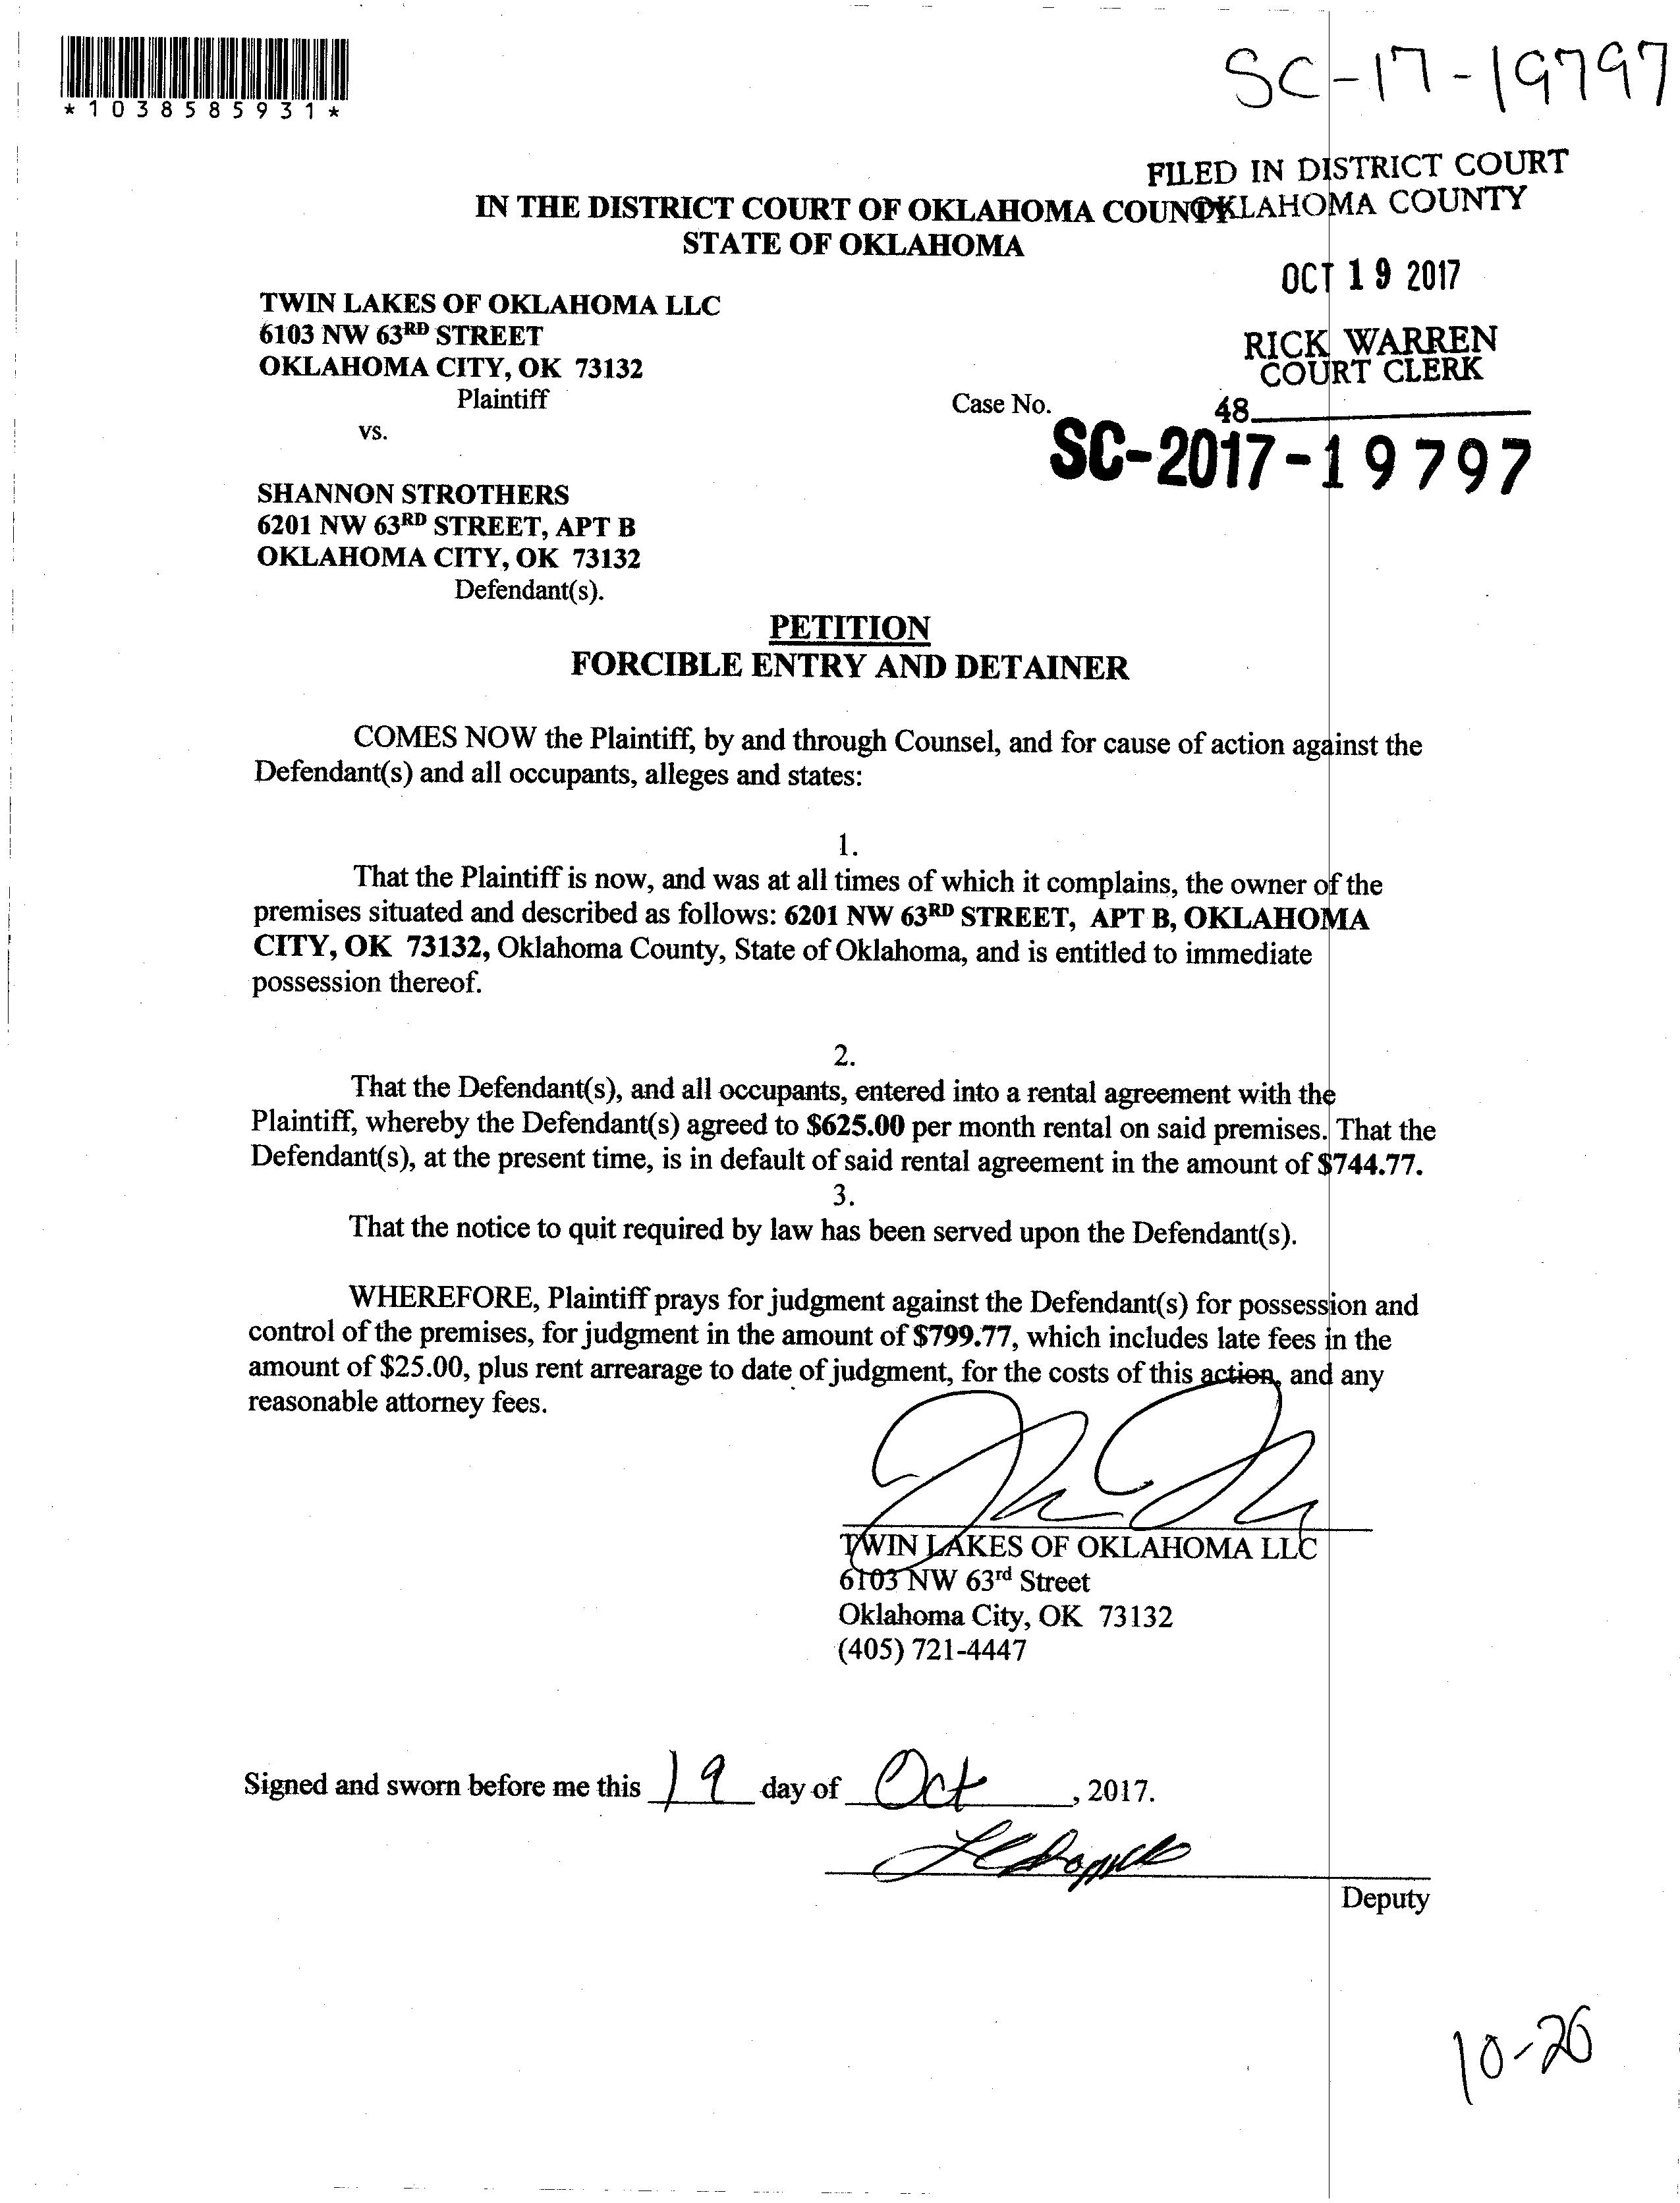 SC-17-19797
*1038585931*
FILED IN DISTRICT COURT
OKLAHOMA COUNTY
IN THE DISTRICT COURT OF OKLAHOMA COUNTY
STATE OF OKLAHOMA
OCT 19 2017
TWIN LAKES OF OKLAHOMA LLC
6103 NW 63RD STREET
OKLAHOMA CITY, OK 73132
Plaintiff
RICK WARREN
COURT CLERK
Case No.
48
vs.
SC-2017-19797
SHANNON STROTHERS
6201 NW 63RD STREET, APT B
OKLAHOMA CITY, OK 73132
Defendant(s).
PETITION
FORCIBLE ENTRY AND DETAINER
COMES NOW the Plaintiff, by and through Counsel, and for cause of action against the
Defendant(s) and all occupants, alleges and states:
1.
That the Plaintiff is now, and was at all times of which it complains, the owner of the
premises situated and described as follows: 6201 NW 63RD STREET, APT B, OKLAHOMA
CITY, OK 73132, Oklahoma County, State of Oklahoma, and is entitled to immediate
possession thereof.
2.
That the Defendant(s), and all occupants, entered into a rental agreement with the
Plaintiff, whereby the Defendant(s) agreed to $625.00 per month rental on said premises. That the
Defendant(s), at the present time, is in default of said rental agreement in the amount of $744.77.
3.
That the notice to quit required by law has been served upon the Defendant(s).
WHEREFORE, Plaintiff prays for judgment against the Defendant(s) for possession and
control of the premises, for judgment in the amount of $799.77, which includes late fees in the
amount of $25.00, plus rent arrearage to date of judgment, for the costs of this action, and any
reasonable attorney fees.
TWIN LAKES OF OKLAHOMA LLC
6103 NW 63rd Street
Oklahoma City, OK 73132
(405) 721-4447
Signed and sworn before me this 19 day of Oct, 2017.
Deputy
10-26